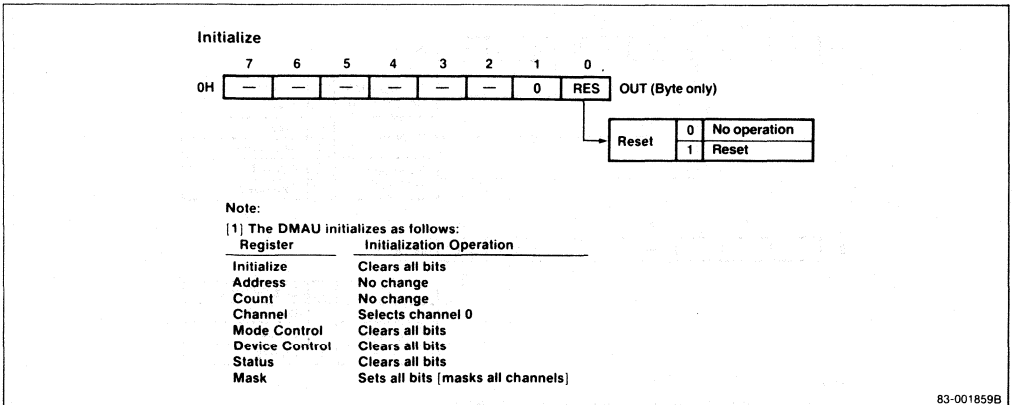 Initialize
7 6 5 4 3 2 1 0
0H — — — — — — 0 RES OUT (Byte only)
Reset 0 No operation
1 Reset
Note:
[1] The DMAU initializes as follows:
Register Initialization Operation
Initialize Clears all bits
Address No change
Count No change
Channel Selects channel 0
Mode Control Clears all bits
Device Control Clears all bits
Status Clears all bits
Mask Sets all bits [masks all channels]
83-001859B